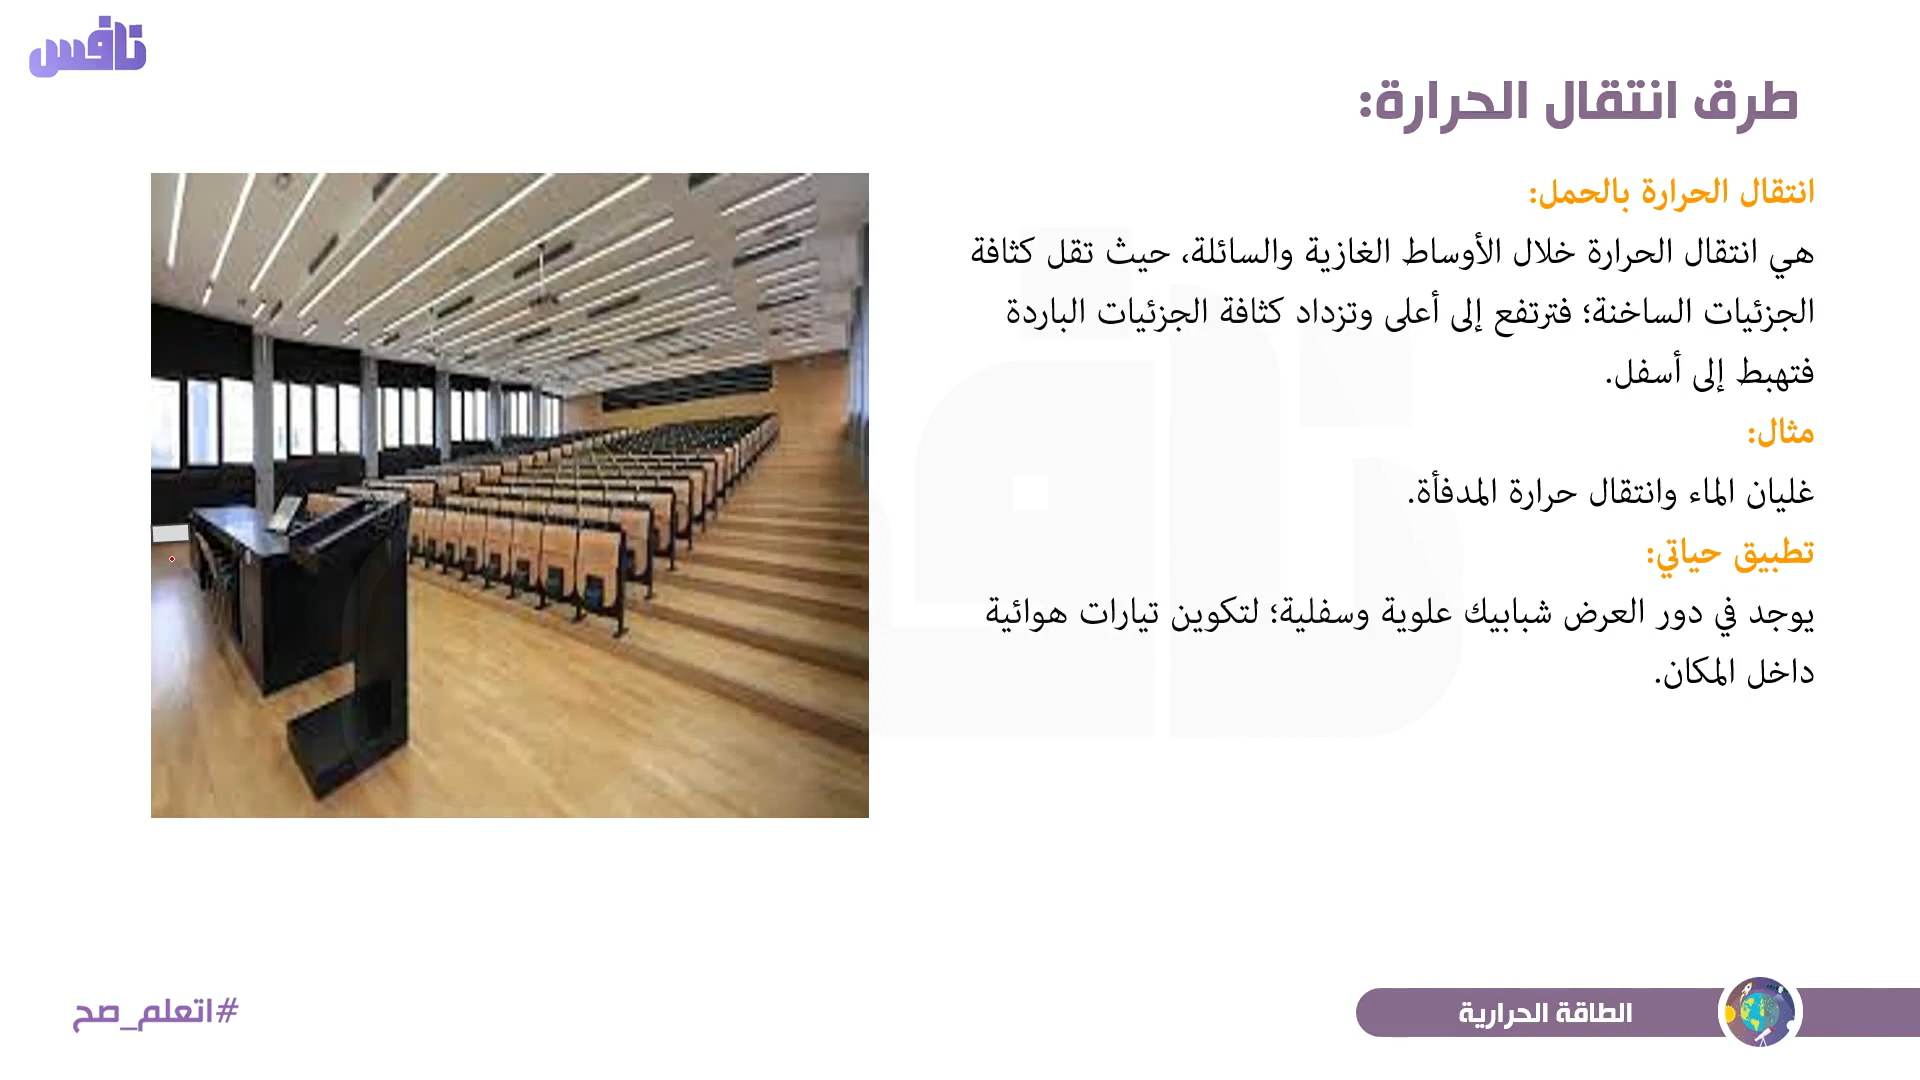 نافس
طرق انتقال الحرارة:
انتقال الحرارة بالحمل:
هي انتقال الحرارة خلال الأوساط الغازية والسائلة، حيث تقل كثافة
الجزئيات الساخنة؛ فترتفع إلى أعلى وتزداد كثافة الجزئيات الباردة
فتهبط إلى أسفل.
مثال:
غليان الماء وانتقال حرارة المدفأة.
تطبيق حياتي:
يوجد في دور العرض شبابيك علوية وسفلية؛ لتكوين تيارات هوائية
داخل المكان.
الطاقة الحرارية
#اتعلم_صح